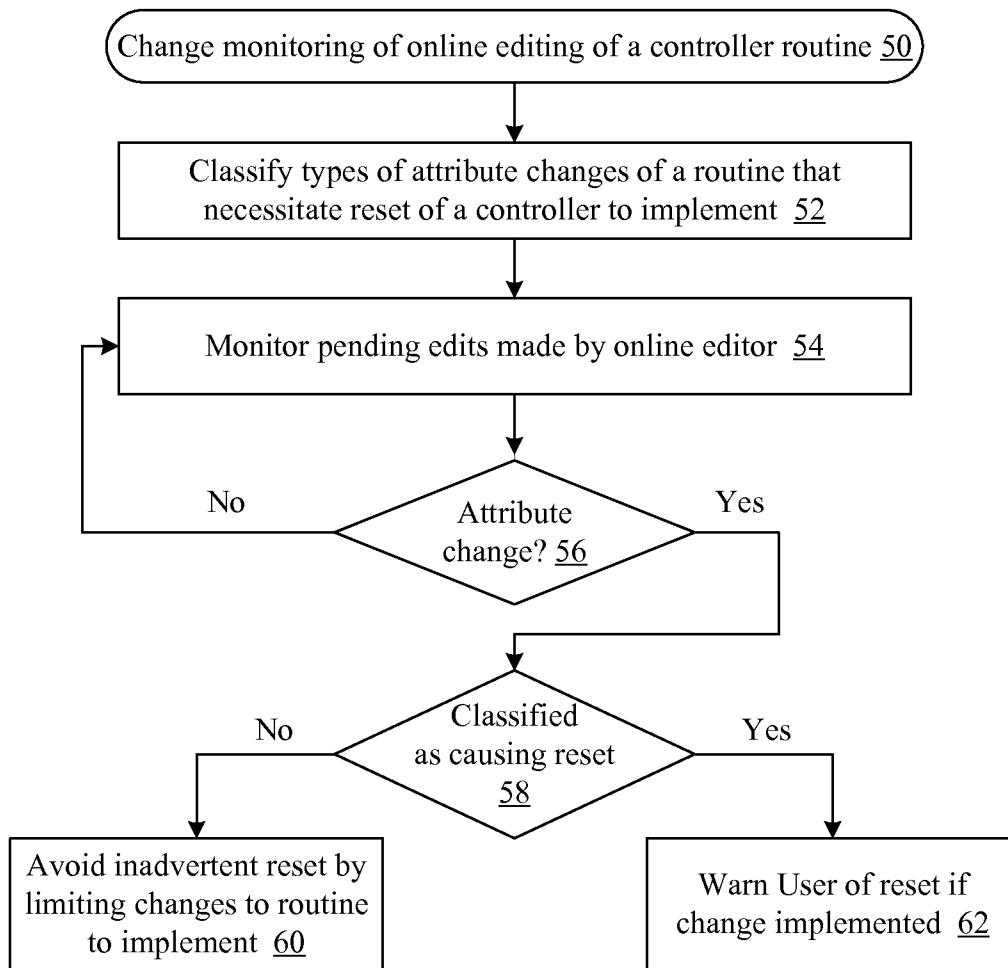 Change monitoring of online editing of a controller routine 50
Classify types of attribute changes of a routine that
necessitate reset of a controller to implement 52
Monitor pending edits made by online editor 54
No
Yes
Attribute
change? 56
No
Yes
Classified
as causing reset
58
Avoid inadvertent reset by
limiting changes to routine
to implement 60
Warn User of reset if
change implemented 62